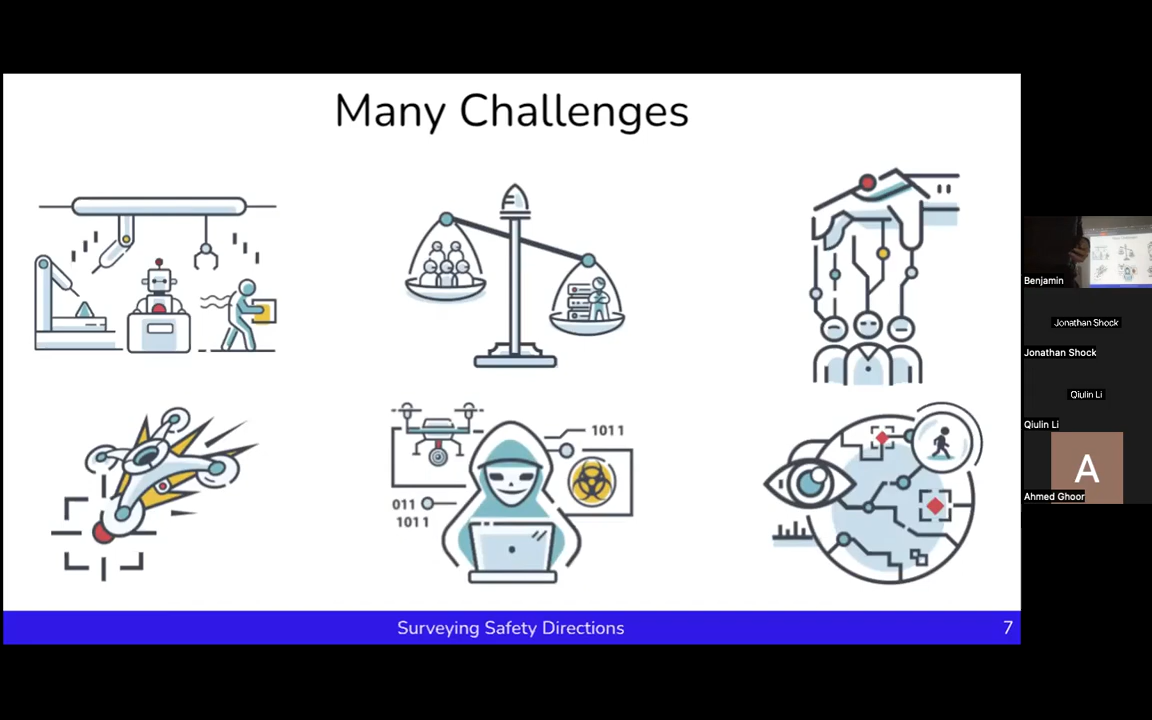 Many Challenges
1011
011
1011
Surveying Safety Directions
7
Benjamin
Jonathan Shock
Jonathan Shock
Qiulin Li
Qiulin Li
A
Ahmed Ghoor